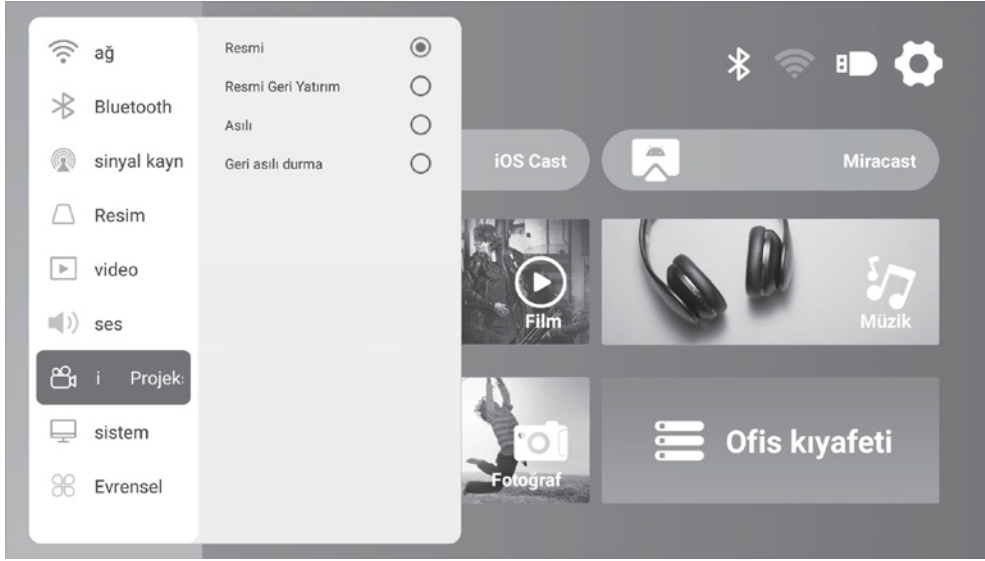 ağ
Bluetooth
sinyal kayn
Resim
video
ses
i Projek
sistem
Evrensel
Resmi
Resmi Geri Yatırım
Asılı
Geri asılı durma
iOS Cast
Miracast
Film
Müzik
Fotoğraf
Ofis kıyafeti